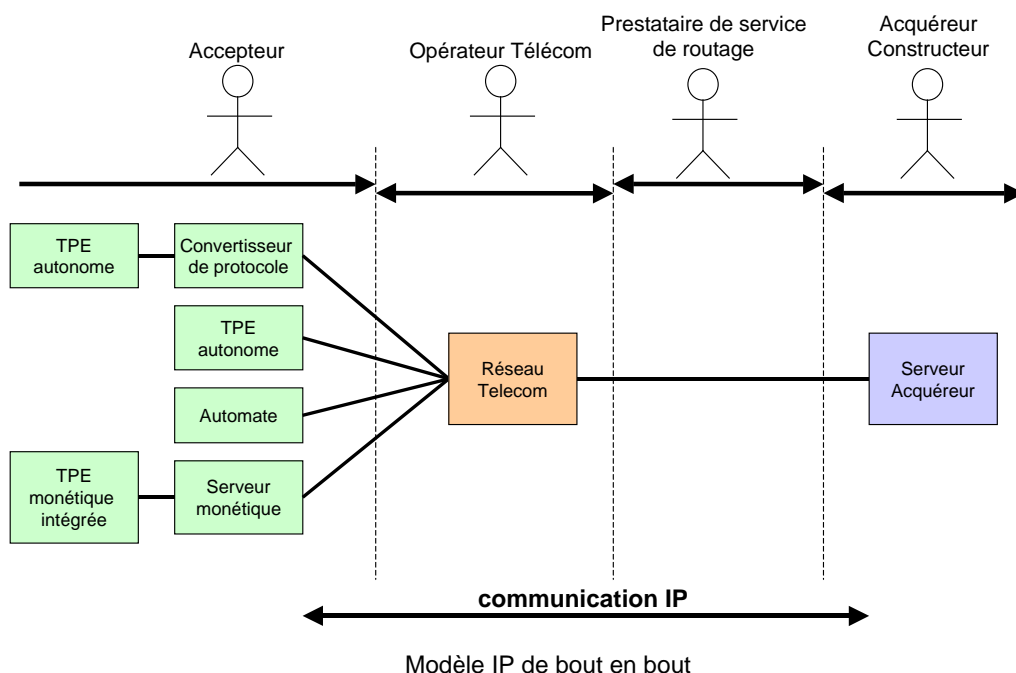 Accepteur
Opérateur Télécom
Prestataire de service
de routage
Acquéreur
Constructeur
TPE
autonome
Convertisseur
de protocole
TPE
autonome
Automate
TPE
monétique
intégrée
Serveur
monétique
Réseau
Telecom
Serveur
Acquéreur
communication IP
Modèle IP de bout en bout